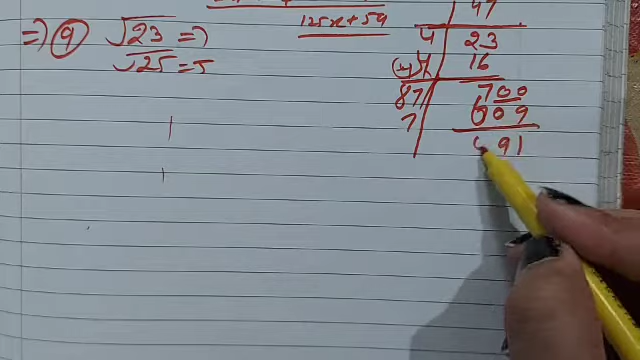 125x+59
47
=) 9 √23 =)
√25 = 5
4 23
16
87 700
7 609
91